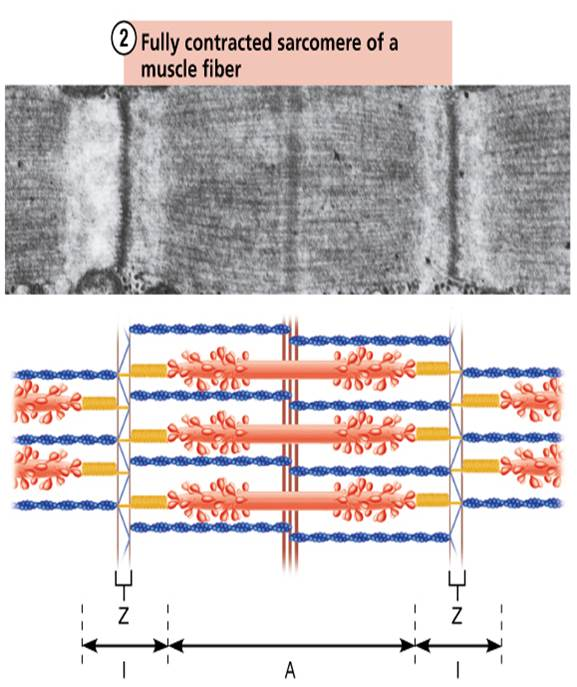 2 Fully contracted sarcomere of a
muscle fiber
Z Z
I A I